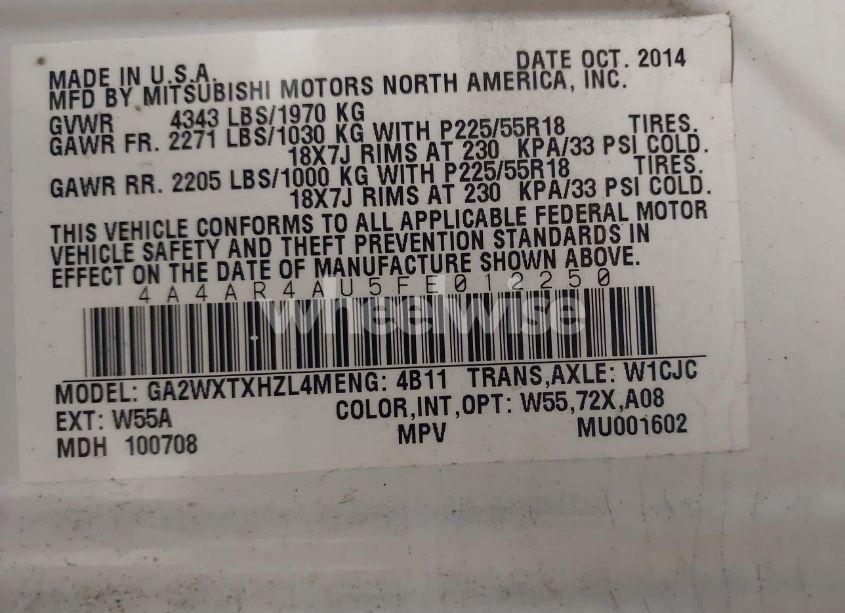 MADE IN U.S.A. DATE OCT. 2014
MFD BY MITSUBISHI MOTORS NORTH AMERICA, INC.
GVWR 4343 LBS/1970 KG
GAWR FR. 2271 LBS/1030 KG WITH P225/55R18 TIRES.
18X7J RIMS AT 230 KPA/33 PSI COLD.
GAWR RR. 2205 LBS/1000 KG WITH P225/55R18 TIRES.
18X7J RIMS AT 230 KPA/33 PSI COLD.
THIS VEHICLE CONFORMS TO ALL APPLICABLE FEDERAL MOTOR
VEHICLE SAFETY AND THEFT PREVENTION STANDARDS IN
EFFECT ON THE DATE OF MANUFACTURE SHOWN ABOVE.
4A4AR4AU5FE012250
wheelwise
MODEL: GA2WXTXHZL4MENG: 4B11 TRANS,AXLE: W1CJC
EXT: W55A COLOR,INT,OPT: W55,72X,A08
MDH 100708 MPV MU001602